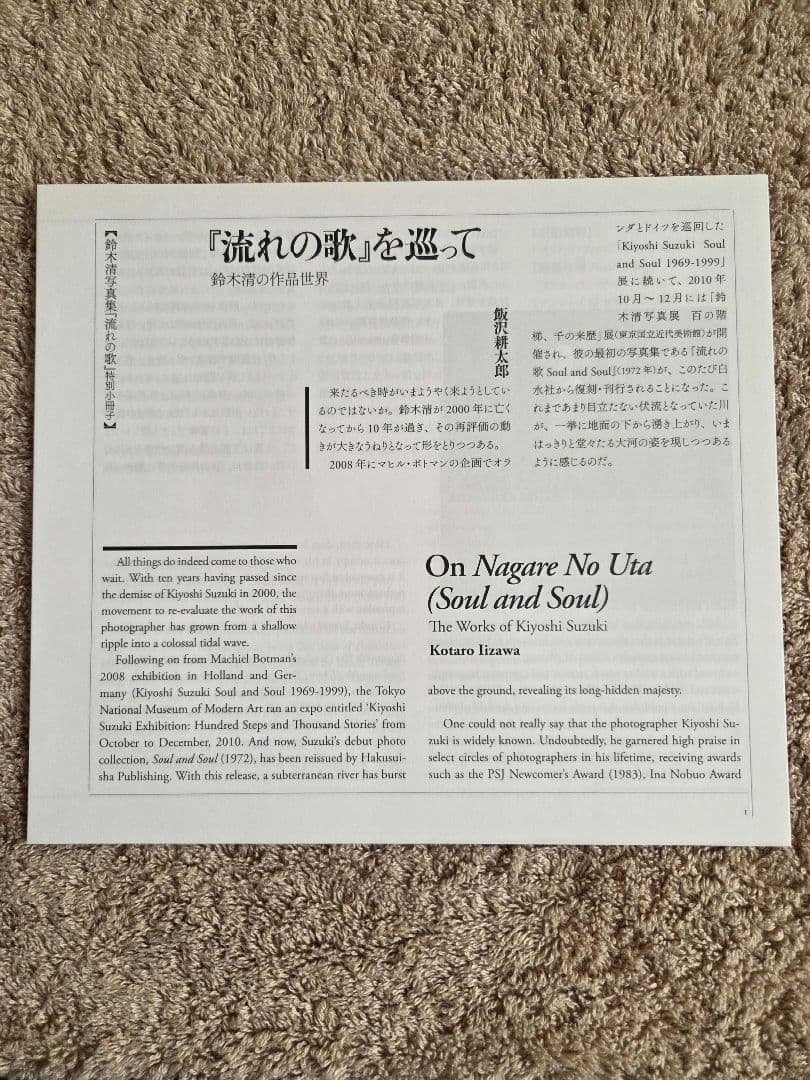 【鈴木清写真集『流れの歌』特別小冊子】
『流れの歌』を巡って
鈴木清の作品世界
飯沢耕太郎
来たるべき時がいまようやく来ようとしてい
るのではないか。鈴木清が2000年に亡く
なってから10年が過ぎ、その再評価の動
きが大きなうねりとなって形をとりつつある。
2008年にマヒル・ボトマンの企画でオラ
ンダとドイツを巡回した
「Kiyoshi Suzuki Soul
and Soul 1969-1999」
展に続いて、2010年
10月〜12月には「鈴
木清写真展 百の階
梯、千の来歴」展(東京国立近代美術館)が開
催され、彼の最初の写真集である『流れの
歌 Soul and Soul』(1972年)が、このたび白
水社から復刻・刊行されることになった。こ
れまであまり目立たない伏流となっていた川
が、一挙に地面の下から湧き上がり、いま
はっきりと堂々たる大河の姿を現しつつある
ように感じるのだ。
On Nagare No Uta
(Soul and Soul)
The Works of Kiyoshi Suzuki
Kotaro Iizawa
All things do indeed come to those who
wait. With ten years having passed since
the demise of Kiyoshi Suzuki in 2000, the
movement to re-evaluate the work of this
photographer has grown from a shallow
ripple into a colossal tidal wave.
Following on from Machiel Botman's
2008 exhibition in Holland and Ger-
many (Kiyoshi Suzuki Soul and Soul 1969-1999), the Tokyo
National Museum of Modern Art ran an expo entitled 'Kiyoshi
Suzuki Exhibition: Hundred Steps and Thousand Stories' from
October to December, 2010. And now, Suzuki's debut photo
collection, Soul and Soul (1972), has been reissued by Hakusui-
sha Publishing. With this release, a subterranean river has burst
above the ground, revealing its long-hidden majesty.
One could not really say that the photographer Kiyoshi Su-
zuki is widely known. Undoubtedly, he garnered high praise in
select circles of photographers in his lifetime, receiving awards
such as the PSJ Newcomer's Award (1983), Ina Nobuo Award
1